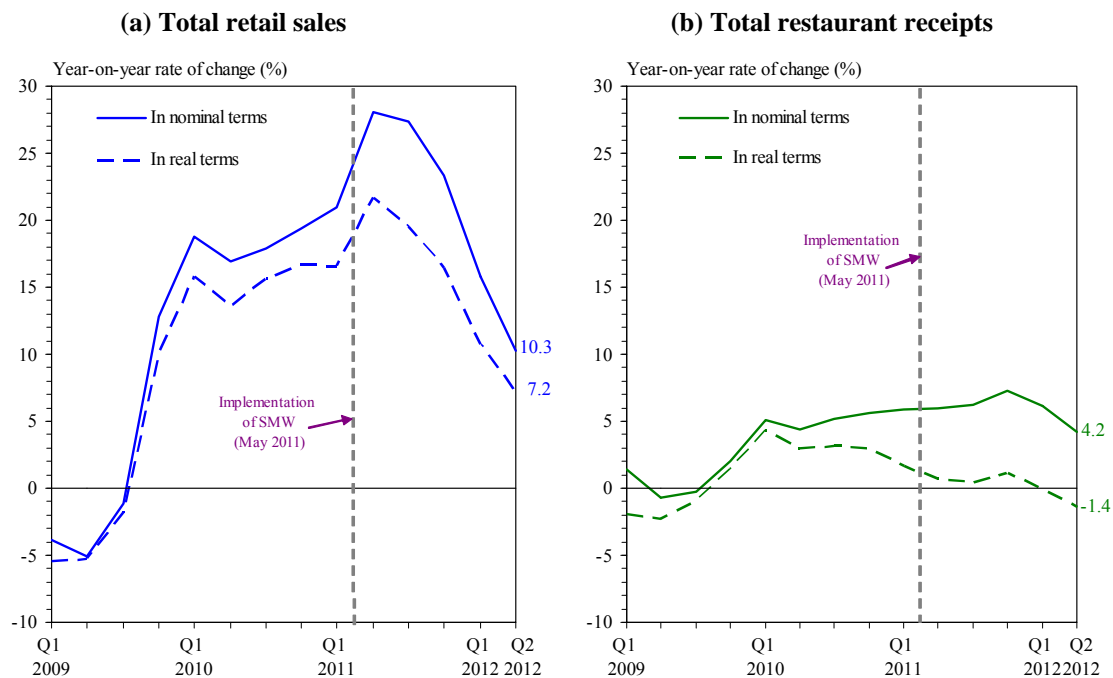 (a) Total retail sales
Year-on-year rate of change (%)
30
25
20
15
10
5
0
-5
-10
In nominal terms
In real terms
Implementation
of SMW
(May 2011)
10.3
7.2
Q1 Q1 Q1 Q1 Q2
2009 2010 2011 2012 2012
(b) Total restaurant receipts
Year-on-year rate of change (%)
30
25
20
15
10
5
0
-5
-10
In nominal terms
In real terms
Implementation
of SMW
(May 2011)
4.2
-1.4
Q1 Q1 Q1 Q1 Q2
2009 2010 2011 2012 2012